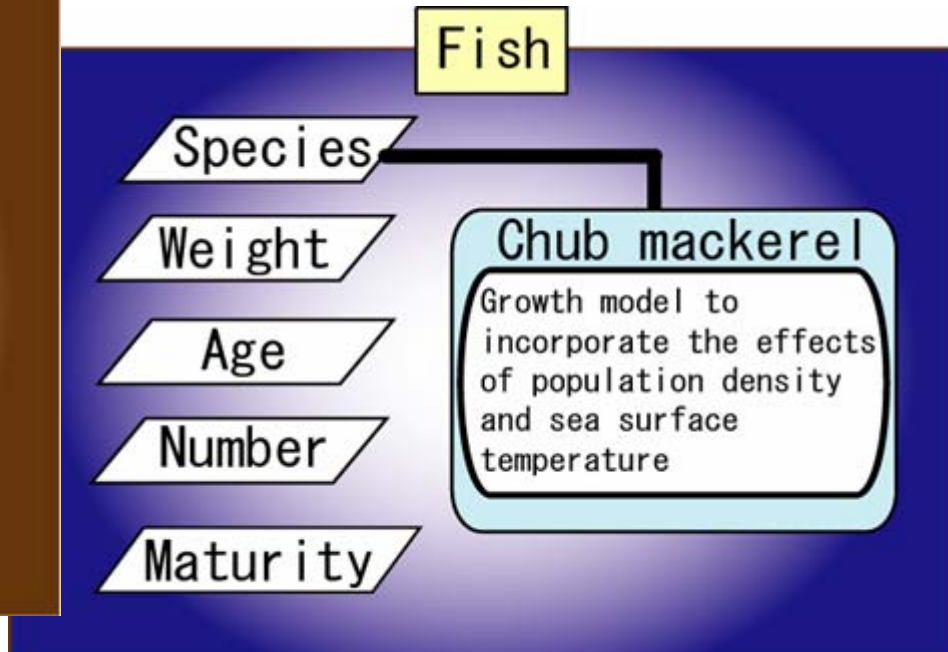 Fish
Species
Weight
Age
Number
Maturity
Chub mackerel
Growth model to
incorporate the effects
of population density
and sea surface
temperature